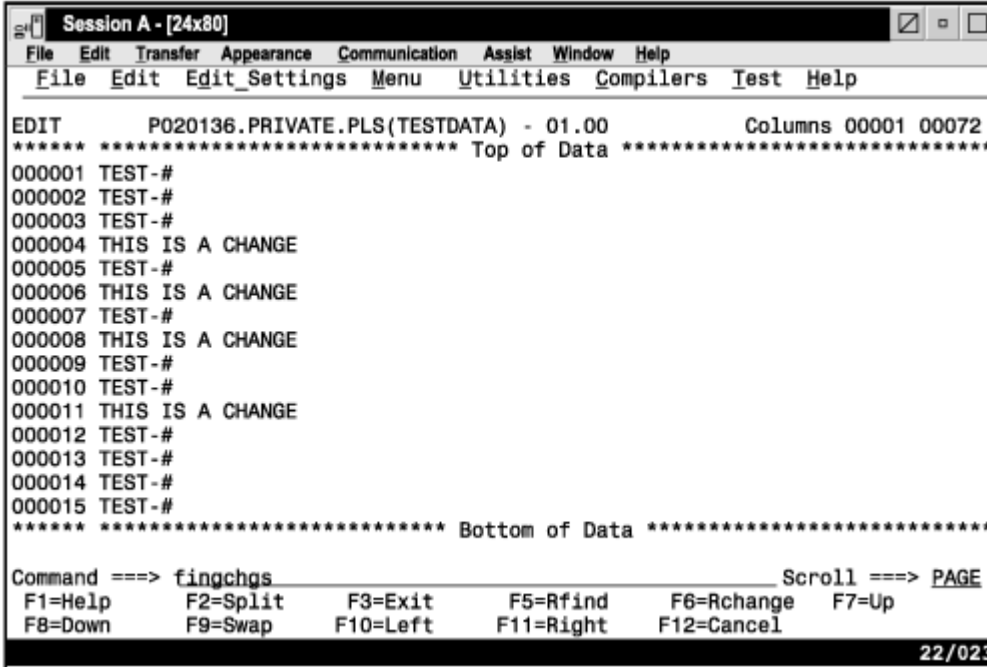 Session A - [24x80]
File Edit Transfer Appearance Communication Assist Window Help
File Edit Edit_Settings Menu Utilities Compilers Test Help
EDIT P020136.PRIVATE.PLS(TESTDATA) - 01.00 Columns 00001 00072
****** ***************************** Top of Data ******************************
000001 TEST-#
000002 TEST-#
000003 TEST-#
000004 THIS IS A CHANGE
000005 TEST-#
000006 THIS IS A CHANGE
000007 TEST-#
000008 THIS IS A CHANGE
000009 TEST-#
000010 TEST-#
000011 THIS IS A CHANGE
000012 TEST-#
000013 TEST-#
000014 TEST-#
000015 TEST-#
****** **************************** Bottom of Data ****************************
Command ===> fingchgs Scroll ===> PAGE
F1=Help F2=Split F3=Exit F5=Rfind F6=Rchange F7=Up
F8=Down F9=Swap F10=Left F11=Right F12=Cancel
22/023